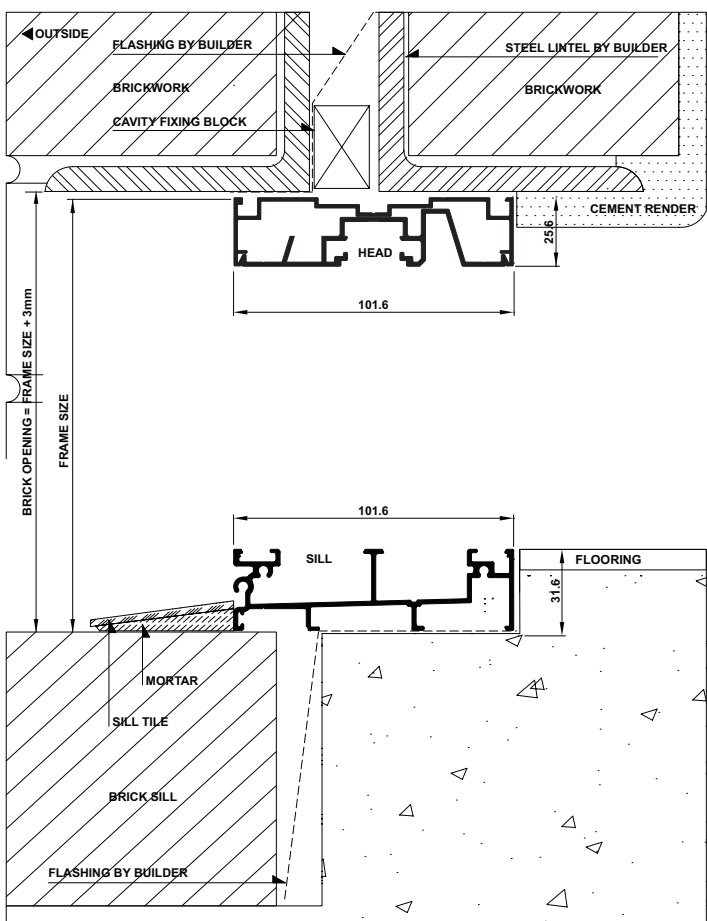 OUTSIDE
FLASHING BY BUILDER
STEEL LINTEL BY BUILDER
BRICKWORK
BRICKWORK
CAVITY FIXING BLOCK
CEMENT RENDER
25.6
HEAD
101.6
BRICK OPENING = FRAME SIZE + 3mm
FRAME SIZE
101.6
SILL
FLOORING
31.6
MORTAR
SILL TILE
BRICK SILL
FLASHING BY BUILDER